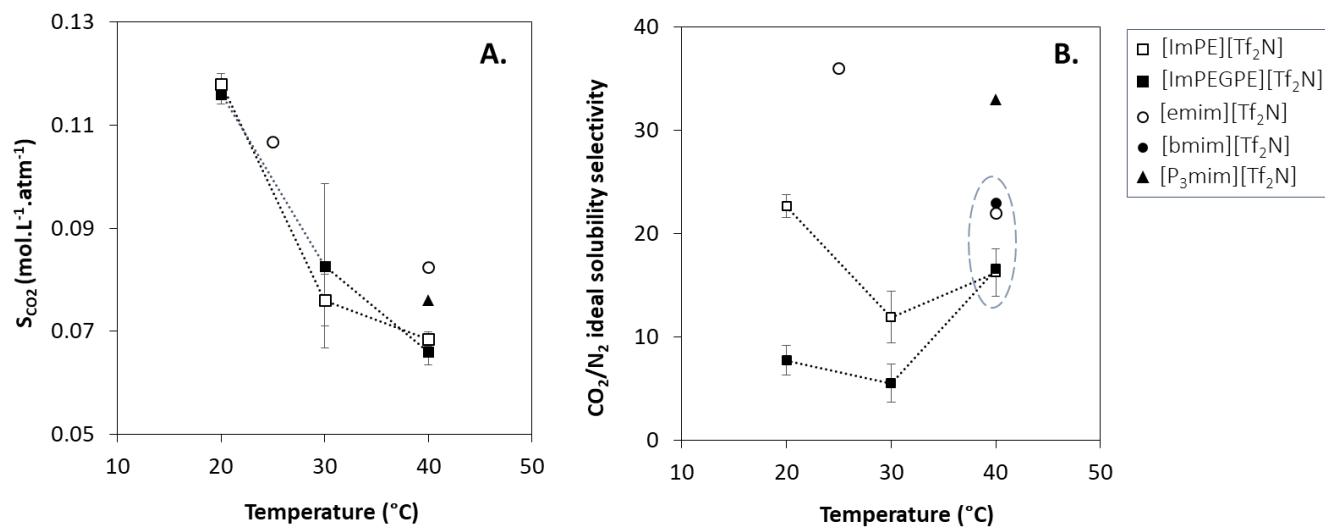 A.
S_CO2 (mol.L⁻¹.atm⁻¹)
0.13
0.11
0.09
0.07
0.05
10 20 30 40 50
Temperature (°C)
B.
CO₂/N₂ ideal solubility selectivity
40
30
20
10
0
10 20 30 40 50
Temperature (°C)
[ImPE][Tf₂N]
[ImPEGPE][Tf₂N]
[emim][Tf₂N]
[bmim][Tf₂N]
[P₃mim][Tf₂N]